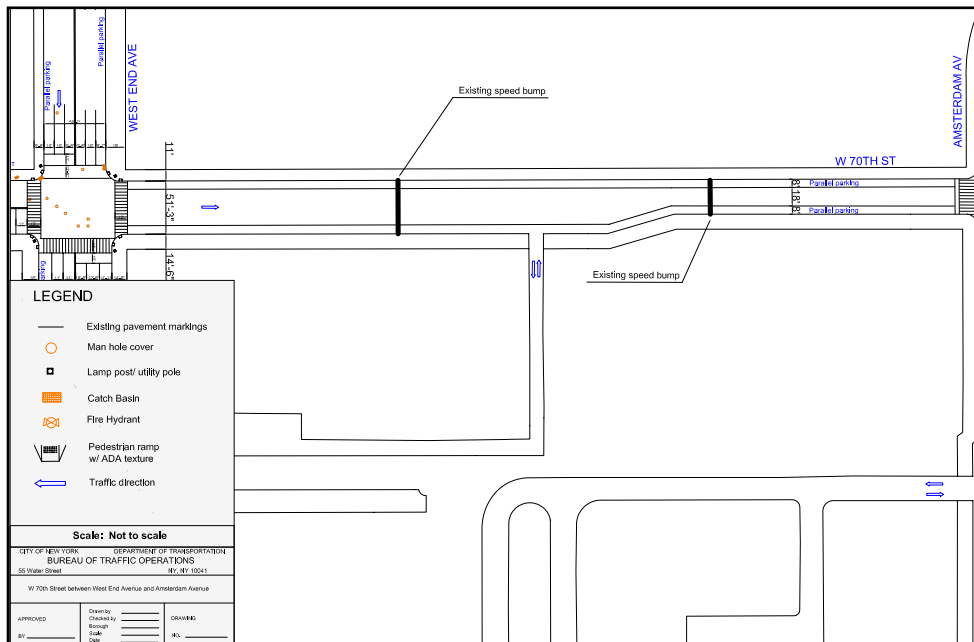 Parallel parking
Parallel parking
WEST END AVE
Existing speed bump
AMSTERDAM AV
W 70TH ST
11'
51'-3"
14'-6"
8'
18'
8'
Parallel parking
Parallel parking
Existing speed bump
LEGEND
Existing pavement markings
Man hole cover
Lamp post/ utility pole
Catch Basin
Fire Hydrant
Pedestrian ramp
w/ ADA texture
Traffic direction
Scale: Not to scale
CITY OF NEW YORK DEPARTMENT OF TRANSPORTATION
BUREAU OF TRAFFIC OPERATIONS
55 Water Street NY, NY 10041
W 70th Street between West End Avenue and Amsterdam Avenue
APPROVED
BY
Drawn by
Checked by
Borough
Scale
Date
DRAWING
NO.